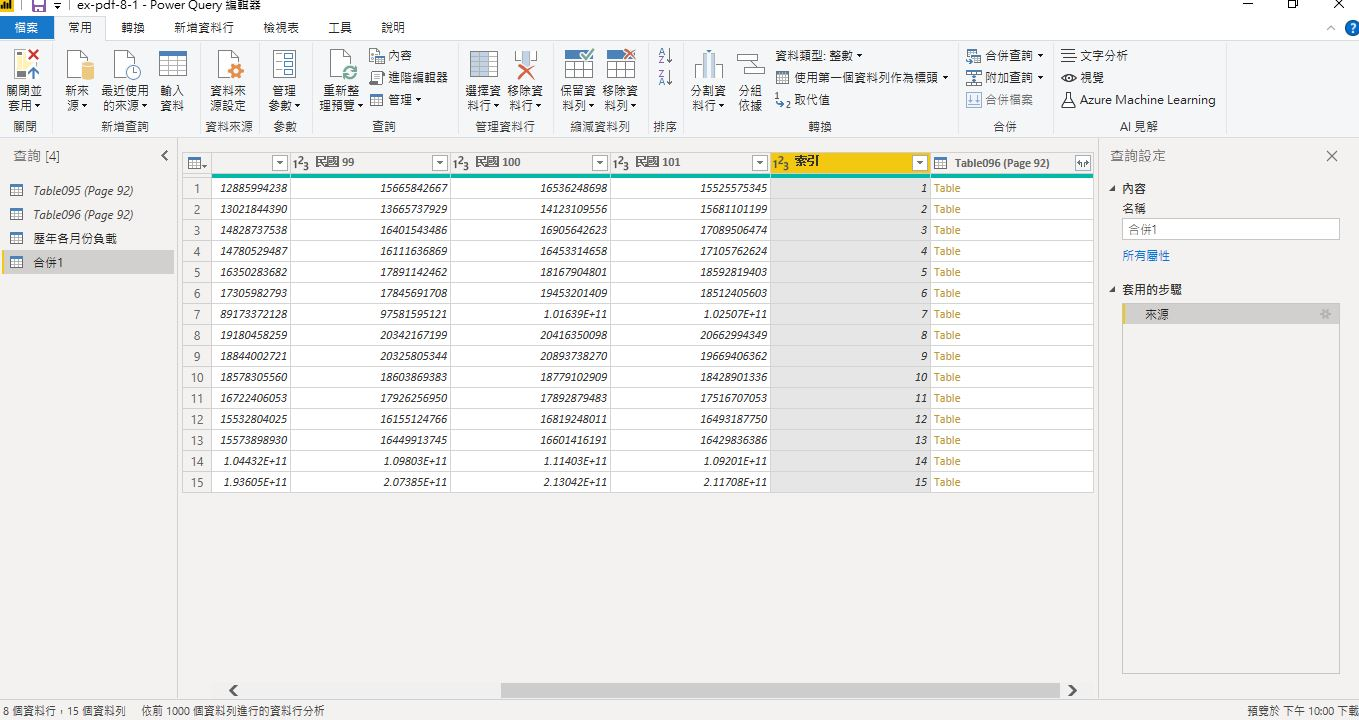 ex-pdf-8-1 - Power Query 編輯器
檔案 常用 轉換 新增資料行 檢視表 工具 說明
關閉並套用 新來源 最近使用的來源 輸入資料 資料來源設定 管理參數 重新整理預覽 內容 進階編輯器 管理 選擇資料行 移除資料行 保留資料列 移除資料列 分割資料行 分組依據 資料類型: 整數 使用第一個資料列作為標頭 取代值 合併查詢 附加查詢 合併檔案 文字分析 視覺 Azure Machine Learning
關閉 新增查詢 資料來源 參數 查詢 管理資料行 縮減資料列 排序 轉換 合併 AI 見解
查詢 [4]
Table095 (Page 92)
Table096 (Page 92)
歷年各月份負載
合併1
民國 99 民國 100 民國 101 索引 Table096 (Page 92)
1 12885994238 15665842667 16536248698 15525575345 1 Table
2 13021844390 13665737929 14123109556 15681101199 2 Table
3 14828737538 16401543486 16905642623 17089506474 3 Table
4 14780529487 16111636869 16453314658 17105762624 4 Table
5 16350283682 17891142462 18167904801 18592819403 5 Table
6 17305982793 17845691708 19453201409 18512405603 6 Table
7 89173372128 97581595121 1.01639E+11 1.02507E+11 7 Table
8 19180458259 20342167199 20416350098 20662994349 8 Table
9 18844002721 20325805344 20893738270 19669406362 9 Table
10 18578305560 18603869383 18779102909 18428901336 10 Table
11 16722406053 17926256950 17892879483 17516707053 11 Table
12 15532804025 16155124766 16819248011 16493187750 12 Table
13 15573898930 16449913745 16601416191 16429836386 13 Table
14 1.04432E+11 1.09803E+11 1.11403E+11 1.09201E+11 14 Table
15 1.93605E+11 2.07385E+11 2.13042E+11 2.11708E+11 15 Table
查詢設定
內容
名稱
合併1
所有屬性
套用的步驟
來源
8 個資料行，15 個資料列 依前 1000 個資料列進行的資料行分析
預覽於 下午 10:00 下載